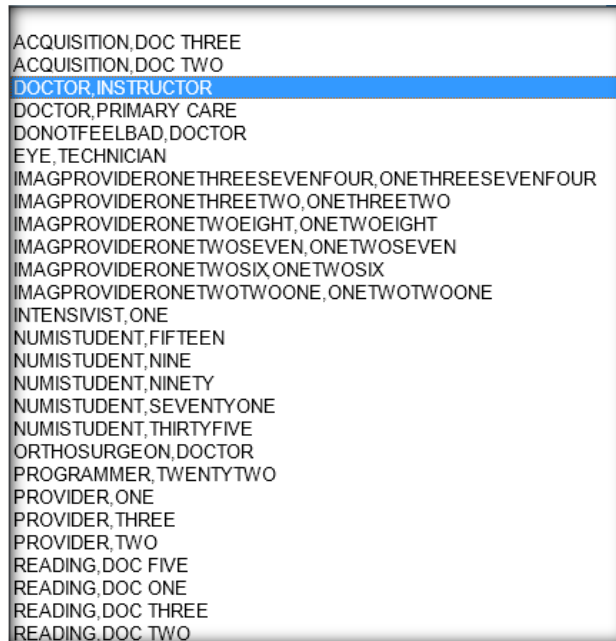 ACQUISITION,DOC THREE
ACQUISITION,DOC TWO
DOCTOR,INSTRUCTOR
DOCTOR,PRIMARY CARE
DONOTFEELBAD,DOCTOR
EYE,TECHNICIAN
IMAGPROVIDERONETHREESEVENFOUR,ONETHREESEVENFOUR
IMAGPROVIDERONETHREETWO,ONETHREETWO
IMAGPROVIDERONETWOEIGHT,ONETWOEIGHT
IMAGPROVIDERONETWOSEVEN,ONETWOSEVEN
IMAGPROVIDERONETWOSIX,ONETWOSIX
IMAGPROVIDERONETWOTWOONE,ONETWOTWOONE
INTENSIVIST,ONE
NUMISTUDENT,FIFTEEN
NUMISTUDENT,NINE
NUMISTUDENT,NINETY
NUMISTUDENT,SEVENTYONE
NUMISTUDENT,THIRTYFIVE
ORTHOSURGEON,DOCTOR
PROGRAMMER,TWENTYTWO
PROVIDER,ONE
PROVIDER,THREE
PROVIDER,TWO
READING,DOC FIVE
READING,DOC ONE
READING,DOC THREE
READING,DOC TWO